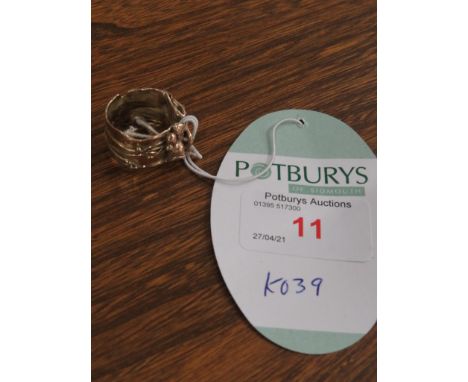 POTBURYS
OF SIDMOUTH
Potburys Auctions
01395 517300
11
27/04/21
K039